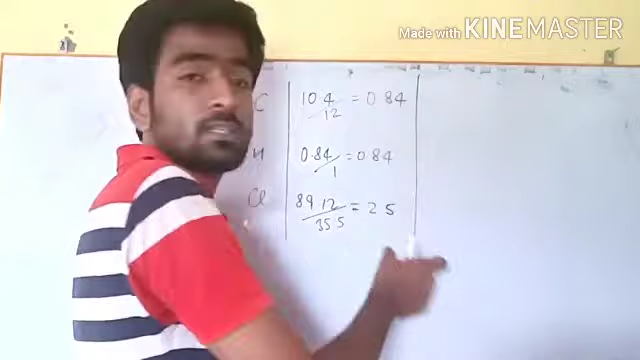 Made with KINEMASTER
C 10.4/12 = 0.84
H 0.84/1 = 0.84
Cl 89.12/35.5 = 2.5